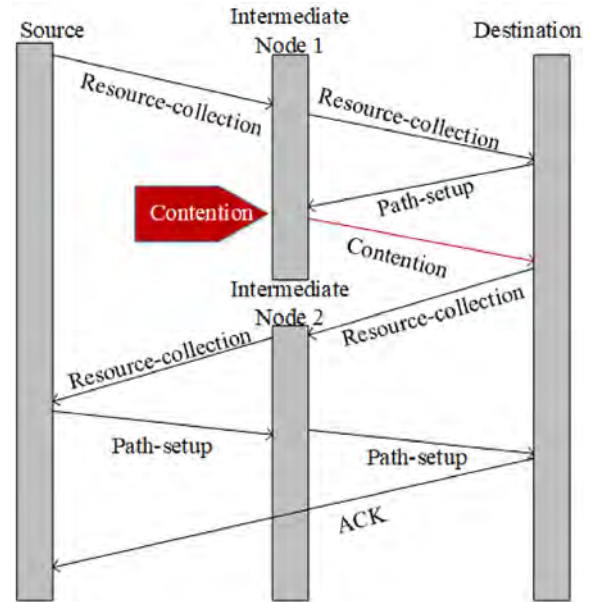 Source
Intermediate
Node 1
Destination
Resource-collection
Resource-collection
Path-setup
Contention
Contention
Intermediate
Node 2
Resource-collection
Resource-collection
Path-setup
Path-setup
ACK